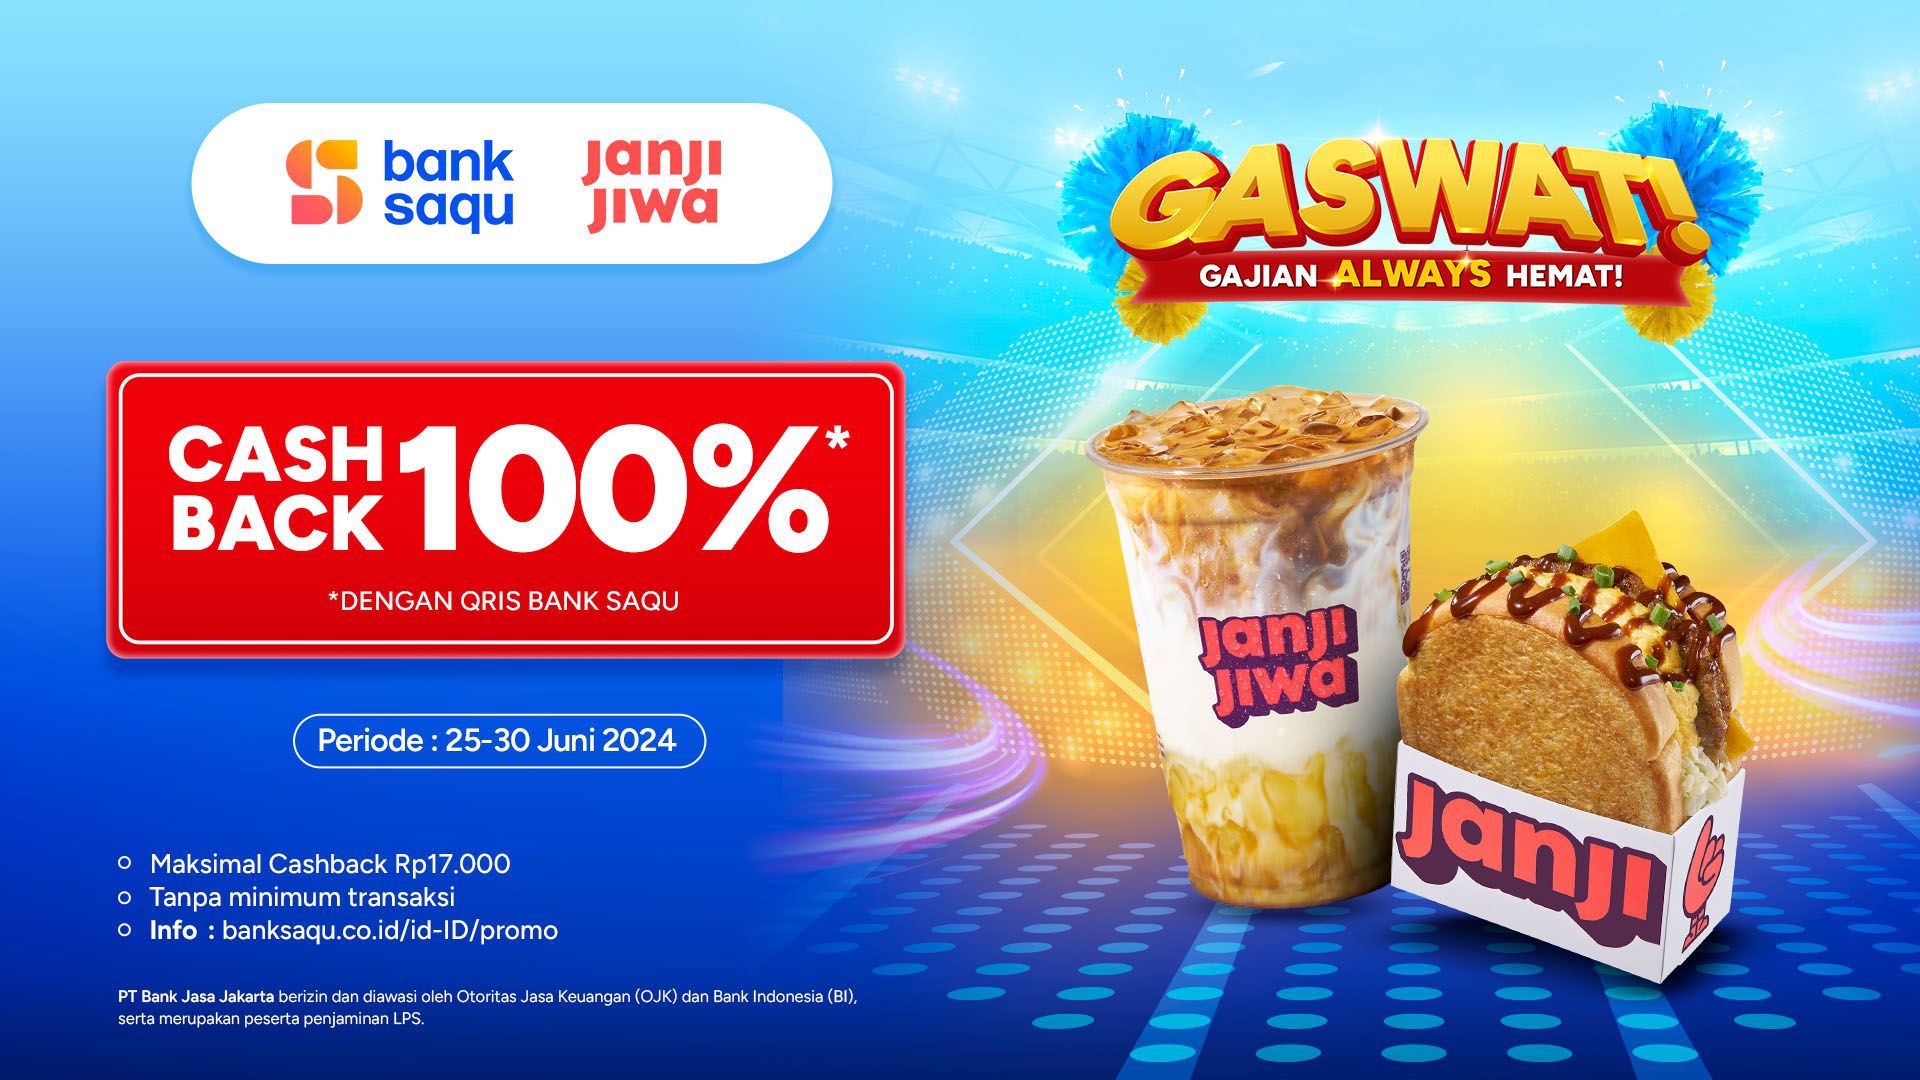 bank
saqu
JANJI
JIWA
GASWAT!
GAJIAN ALWAYS HEMAT!
CASH
BACK
100%*
*DENGAN QRIS BANK SAQU
Periode : 25-30 Juni 2024
Maksimal Cashback Rp17.000
Tanpa minimum transaksi
Info : banksaqu.co.id/id-ID/promo
PT Bank Jasa Jakarta berizin dan diawasi oleh Otoritas Jasa Keuangan (OJK) dan Bank Indonesia (BI),
serta merupakan peserta penjaminan LPS.
JANJI
JIWA
JANJI